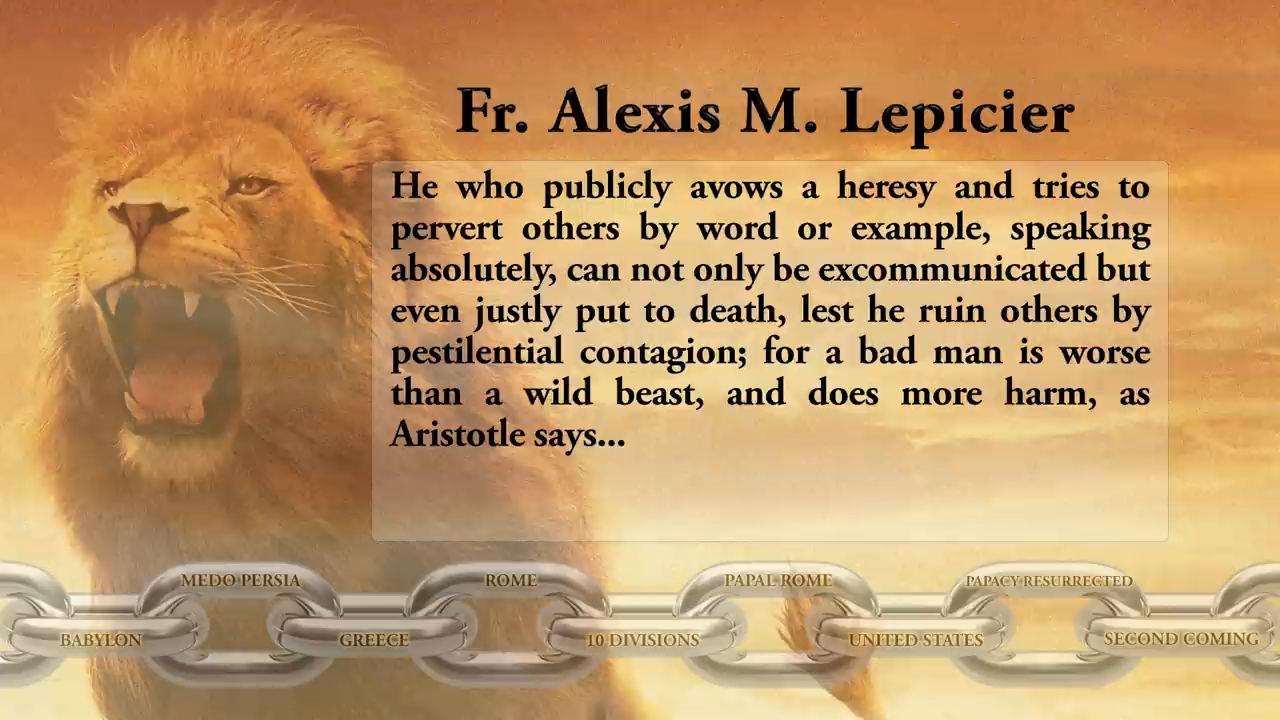 Fr. Alexis M. Lepicier
He who publicly avows a heresy and tries to
pervert others by word or example, speaking
absolutely, can not only be excommunicated but
even justly put to death, lest he ruin others by
pestilential contagion; for a bad man is worse
than a wild beast, and does more harm, as
Aristotle says...
MEDO PERSIA ROME PAPAL ROME PAPACY RESURRECTED
BABYLON GREECE 10 DIVISIONS UNITED STATES SECOND COMING